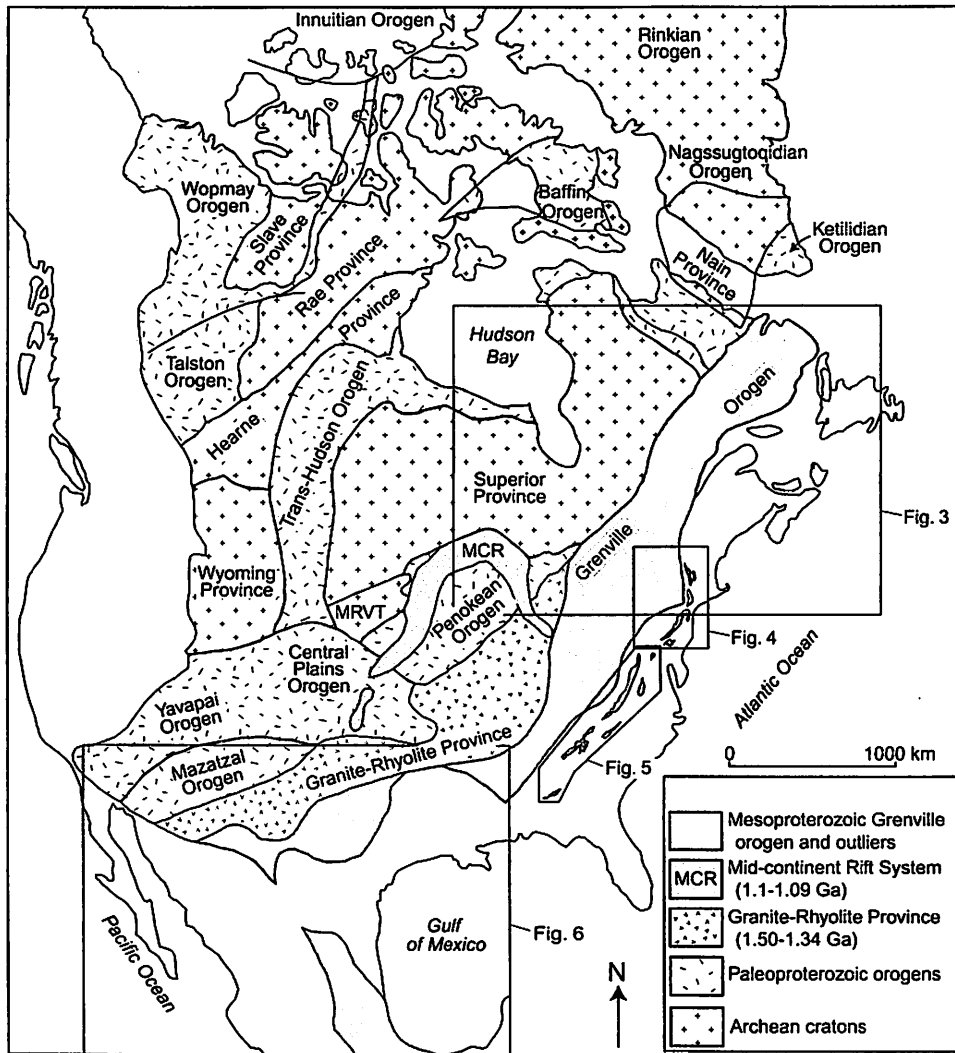 Innuitian Orogen
Rinkian
Orogen
Nagssugtoqidian
Orogen
Wopmay
Orogen
Slave
Province
Baffin
Orogen
Ketilidian
Orogen
Nain
Province
Rae Province
Hearne Province
Talston
Orogen
Hudson
Bay
Orogen
Trans-Hudson Orogen
Superior
Province
Fig. 3
Grenville
MCR
Wyoming
Province
MRVT
Penokean
Orogen
Fig. 4
Central
Plains
Orogen
Atlantic Ocean
Yavapai
Orogen
0 1000 km
Mazatzal
Orogen
Granite-Rhyolite Province
Fig. 5
Pacific Ocean
Gulf
of Mexico
Fig. 6
N
Mesoproterozoic Grenville
orogen and outliers
MCR Mid-continent Rift System
(1.1-1.09 Ga)
Granite-Rhyolite Province
(1.50-1.34 Ga)
Paleoproterozoic orogens
Archean cratons